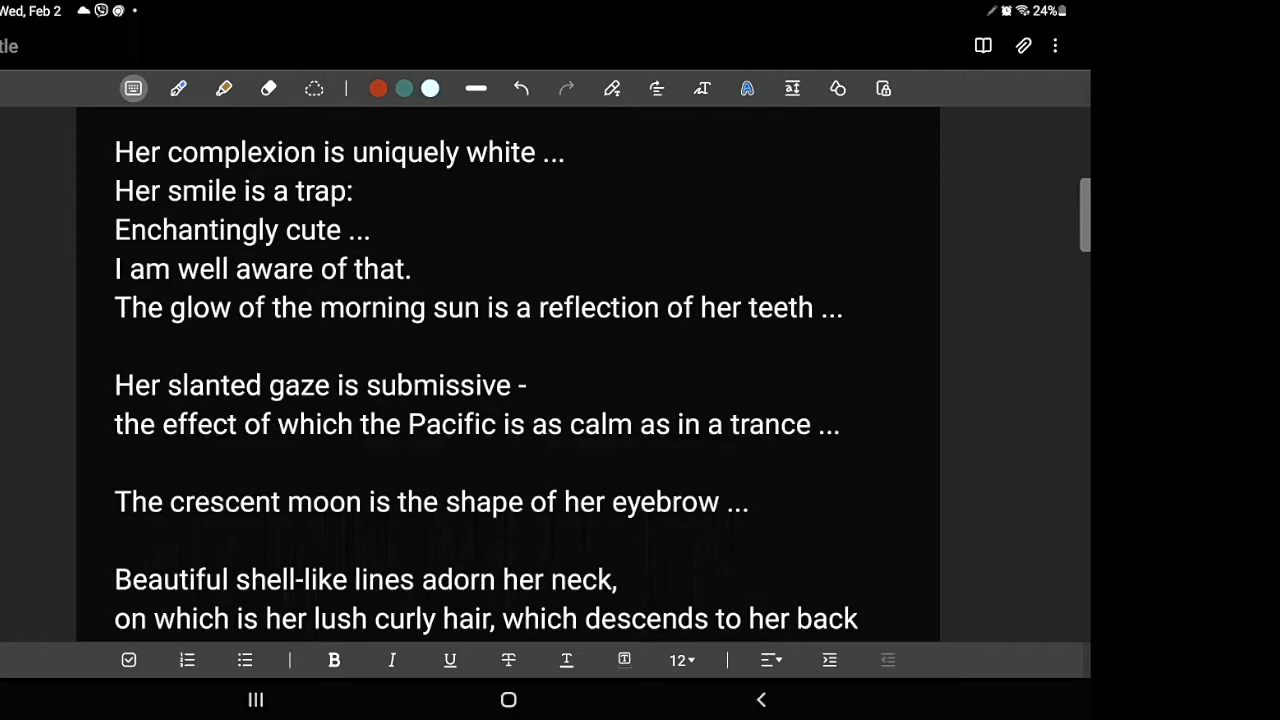 Wed, Feb 2
24%
tle
Her complexion is uniquely white ...
Her smile is a trap:
Enchantingly cute ...
I am well aware of that.
The glow of the morning sun is a reflection of her teeth ...
Her slanted gaze is submissive -
the effect of which the Pacific is as calm as in a trance ...
The crescent moon is the shape of her eyebrow ...
Beautiful shell-like lines adorn her neck,
on which is her lush curly hair, which descends to her back
B I U T T T 12